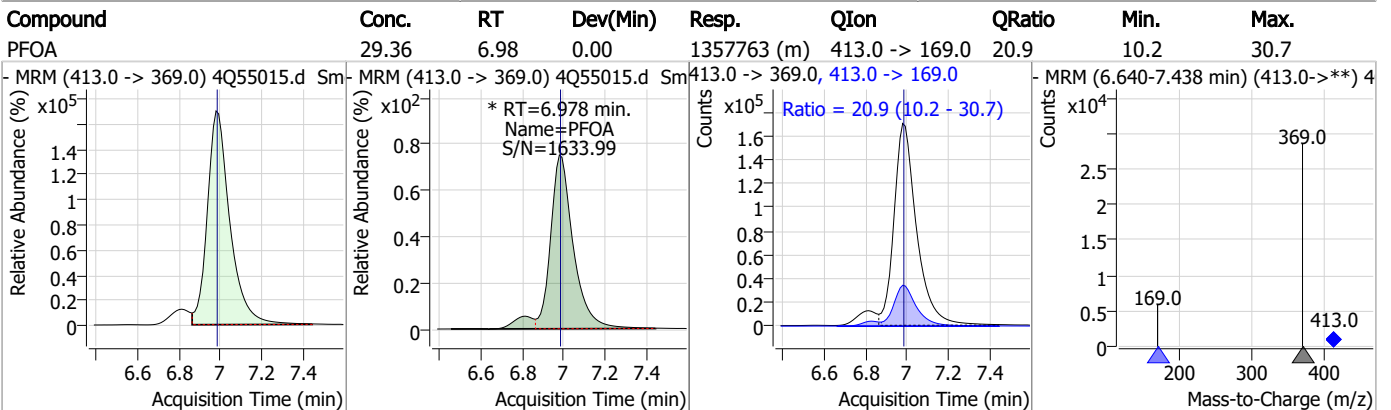 Compound Conc. RT Dev(Min) Resp. QIon QRatio Min. Max.
PFOA 29.36 6.98 0.00 1357763 (m) 413.0 -> 169.0 20.9 10.2 30.7
- MRM (413.0 -> 369.0) 4Q55015.d Sm
Relative Abundance (%)
x10^5
1.4
1.2
1
0.8
0.6
0.4
0.2
0
6.6 6.8 7 7.2 7.4
Acquisition Time (min)
- MRM (413.0 -> 369.0) 4Q55015.d Sm
Relative Abundance (%)
x10^2
* RT=6.978 min.
Name=PFOA
S/N=1633.99
0.8
0.6
0.4
0.2
0
6.6 6.8 7 7.2 7.4
Acquisition Time (min)
413.0 -> 369.0, 413.0 -> 169.0
Counts
x10^5
Ratio = 20.9 (10.2 - 30.7)
1.4
1.2
1
0.8
0.6
0.4
0.2
0
6.6 6.8 7 7.2 7.4
Acquisition Time (min)
- MRM (6.640-7.438 min) (413.0->**) 4
Counts
x10^4
369.0
2.5
2
1.5
1
169.0
0.5
413.0
0
200 300 400
Mass-to-Charge (m/z)